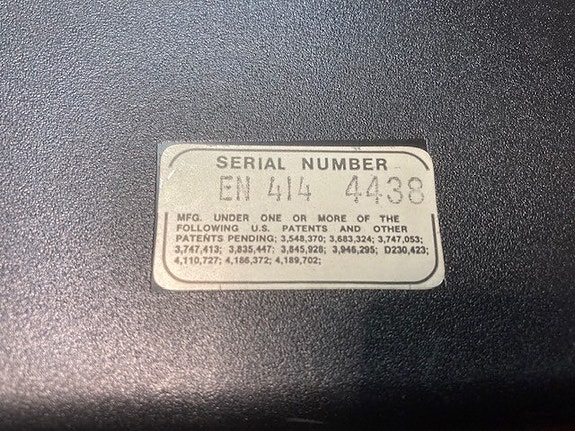 SERIAL NUMBER
EN 414 4438
MFG. UNDER ONE OR MORE OF THE
FOLLOWING U.S. PATENTS AND OTHER
PATENTS PENDING; 3,548,370; 3,683,324; 3,747,053;
3,747,413; 3,835,447; 3,845,928; 3,946,295; D230,423;
4,110,727; 4,186,372; 4,189,702;